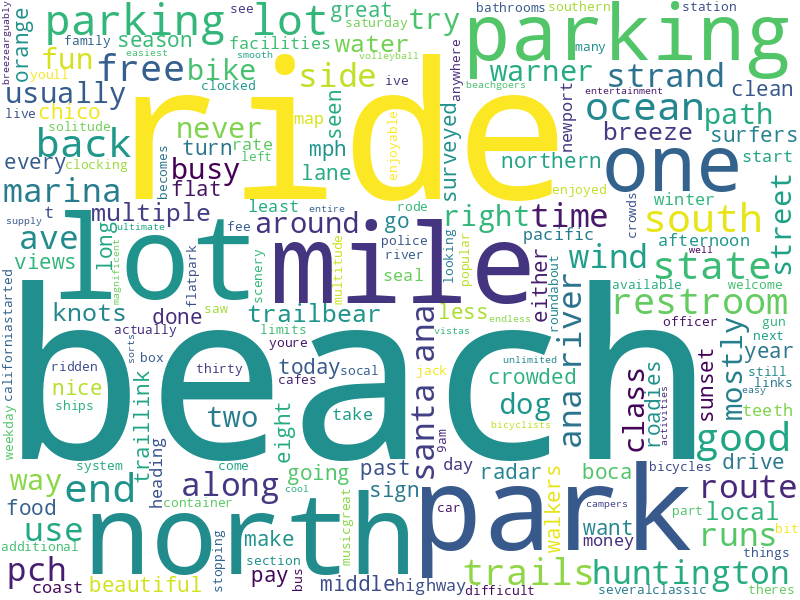 breezearguably
orange
parking lot
try
great
see
saturday
bathrooms
southern
station
parking
many
family
season
facilities
water
easiest
smooth
volleyball
ive
youll
fun
free
bike
side
clocked
anywhere
warner
strand
beachgoers
entertainment
clean
usually
ride
ocean
path
live
chico
never
seen
map
enjoyable
surveyed
newport
breeze
surfers
solitude
back
clocking
turn
rate
left
mph
lane
northern
one
start
every
becomes
busy
flat
enjoyed
winter
marina
t
multiple
least
rode
crowds
south
supply
ultimate
fee
entire
around
go
police
right
time
pacific
afternoon
street
ave
long
lot
mile
river
looking
well
state
views
magnificent
flatpark
scenery
multitude
seal
popular
either
wind
roundabout
available
welcome
californiastarted
knots
done
trailbear
less
vistas
endless
ana
river
restroom
actually
saw
limits
youre
officer
gun
next
ridden
sorts
box
today
socal
santa ana
unlimited
mostly
year
nice
thirty
cafes
jack
crowded
class
roadies
sunset
still
links
easy
ships
beach
two
take
dog
activities
teeth
weekday
traillink
eight
bicyclists
good
system
come
going
past
day
9am
radar
boca
bicycles
drive
way
heading
along
sign
walkers
campers
route
end
container
cool
musicgreat
car
want
part
local
bit
food
use
north
park
money
runs
things
additional
stopping
make
section
pch
pay
bus
trails
huntington
coast
beautiful
middle
highway
difficult
severalclassic
theres